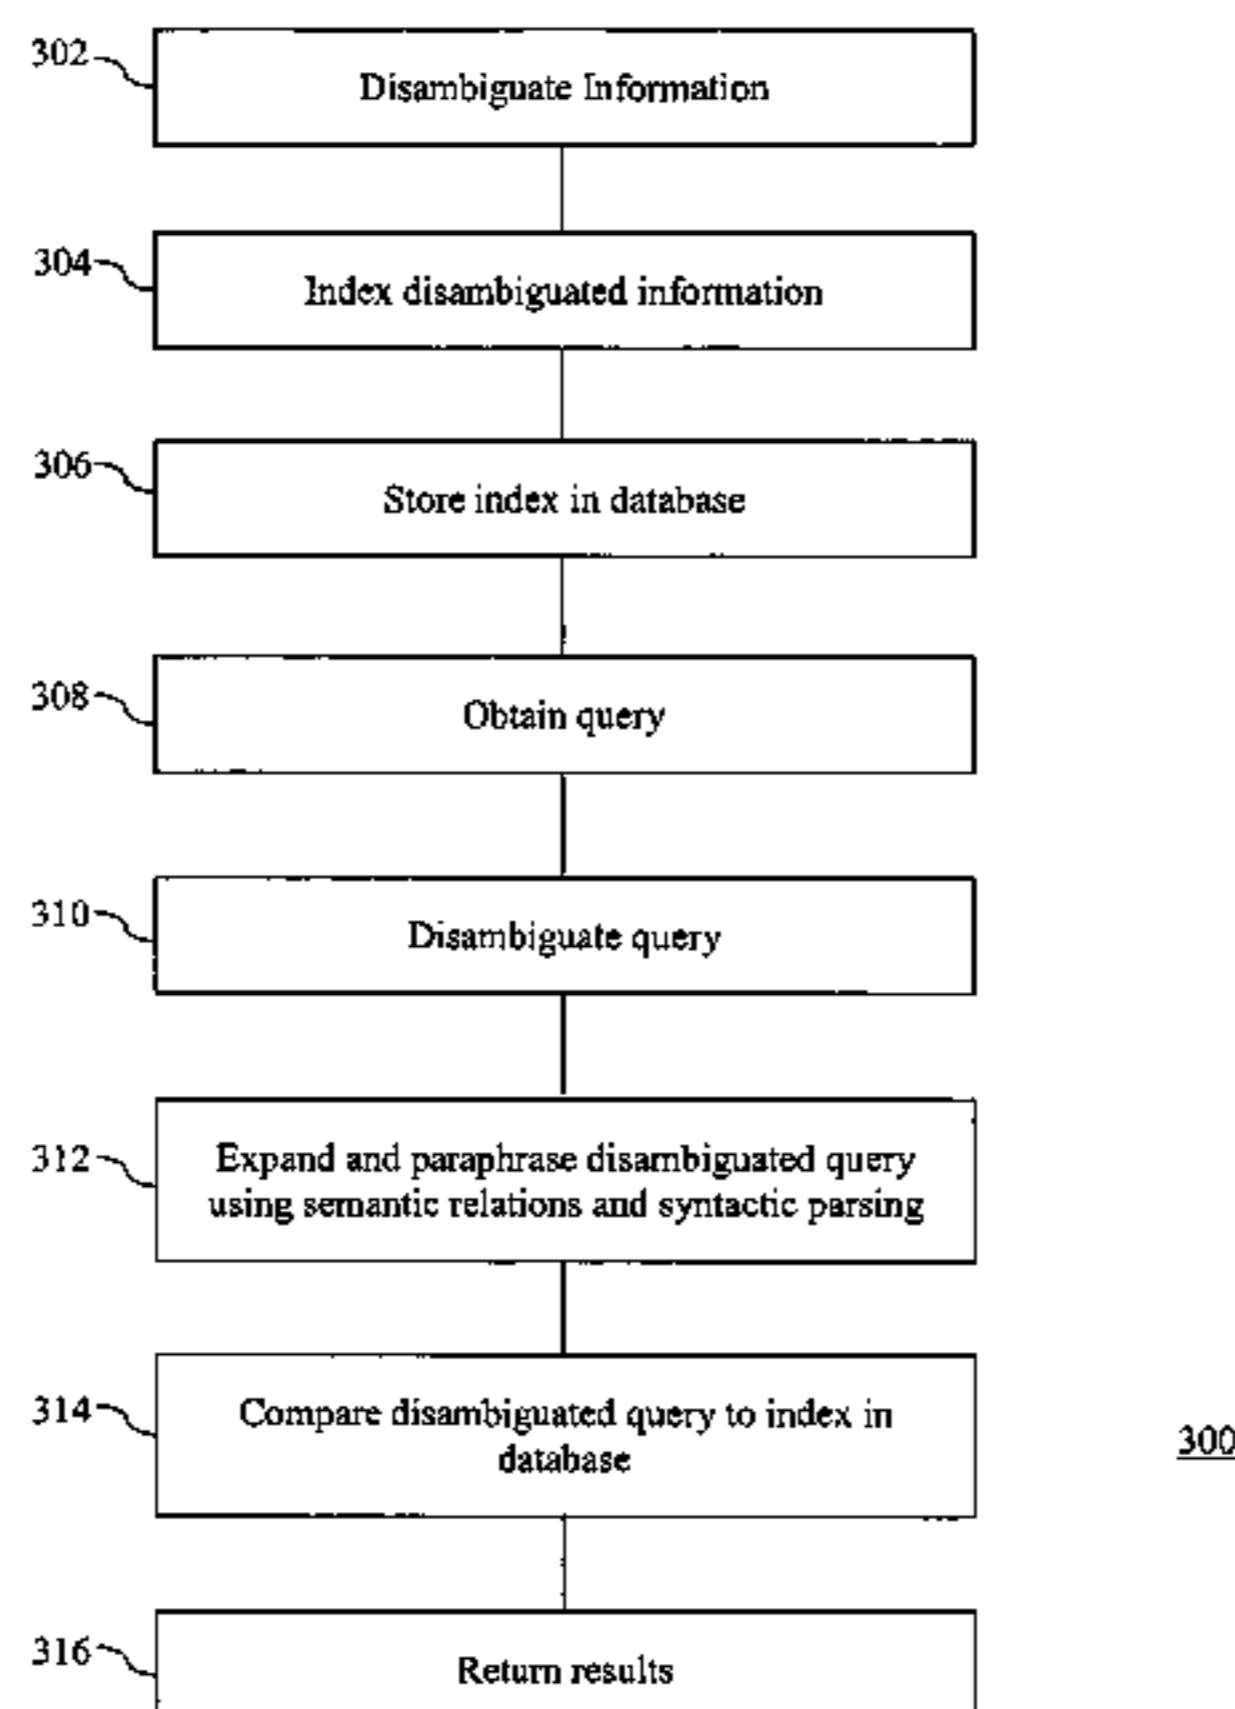 302
Disambiguate Information
304
Index disambiguated information
306
Store index in database
308
Obtain query
310
Disambiguate query
312
Expand and paraphrase disambiguated query
using semantic relations and syntactic parsing
314
Compare disambiguated query to index in
database
300
316
Return results